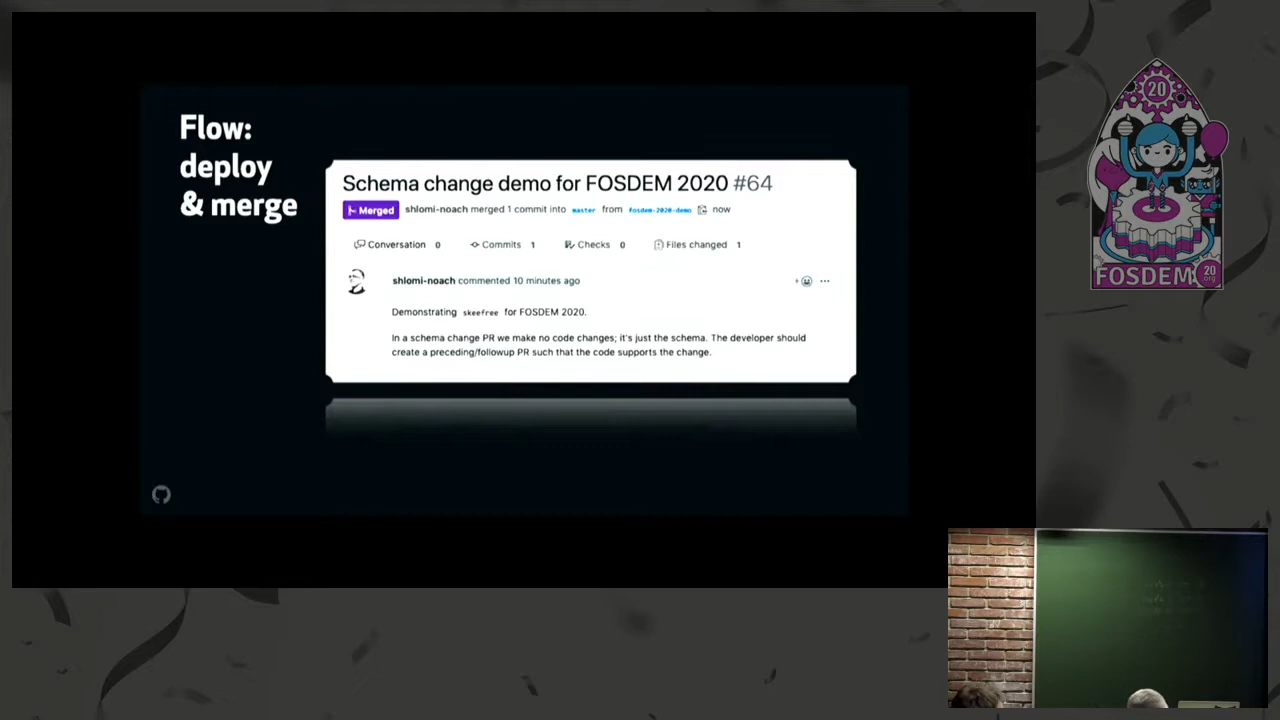 Flow:
deploy
& merge
Schema change demo for FOSDEM 2020 #64
Merged shlomi-noach merged 1 commit into master from fosdem-2020-demo now
Conversation 0 Commits 1 Checks 0 Files changed 1
shlomi-noach commented 10 minutes ago
Demonstrating skeefree for FOSDEM 2020.
In a schema change PR we make no code changes; it's just the schema. The developer should
create a preceding/followup PR such that the code supports the change.
20
FOSDEM 20
.org